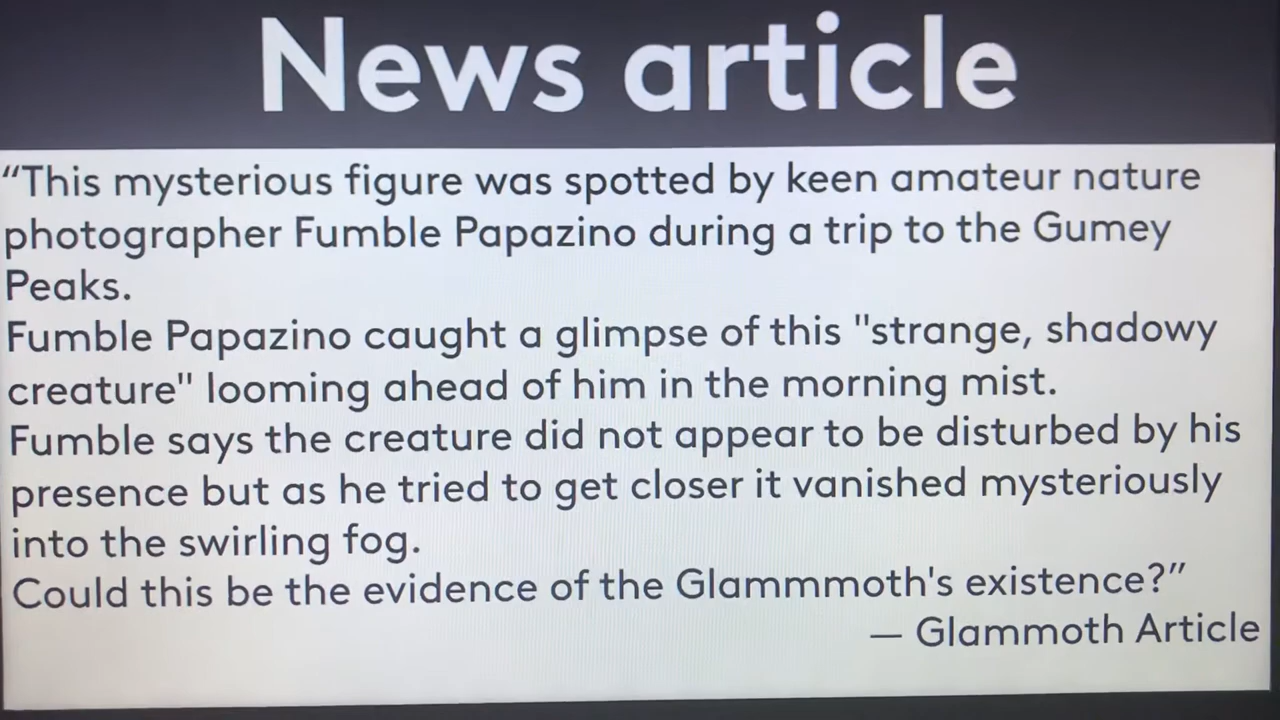 News article
“This mysterious figure was spotted by keen amateur nature
photographer Fumble Papazino during a trip to the Gumey
Peaks.
Fumble Papazino caught a glimpse of this "strange, shadowy
creature" looming ahead of him in the morning mist.
Fumble says the creature did not appear to be disturbed by his
presence but as he tried to get closer it vanished mysteriously
into the swirling fog.
Could this be the evidence of the Glammmoth's existence?”
— Glammoth Article